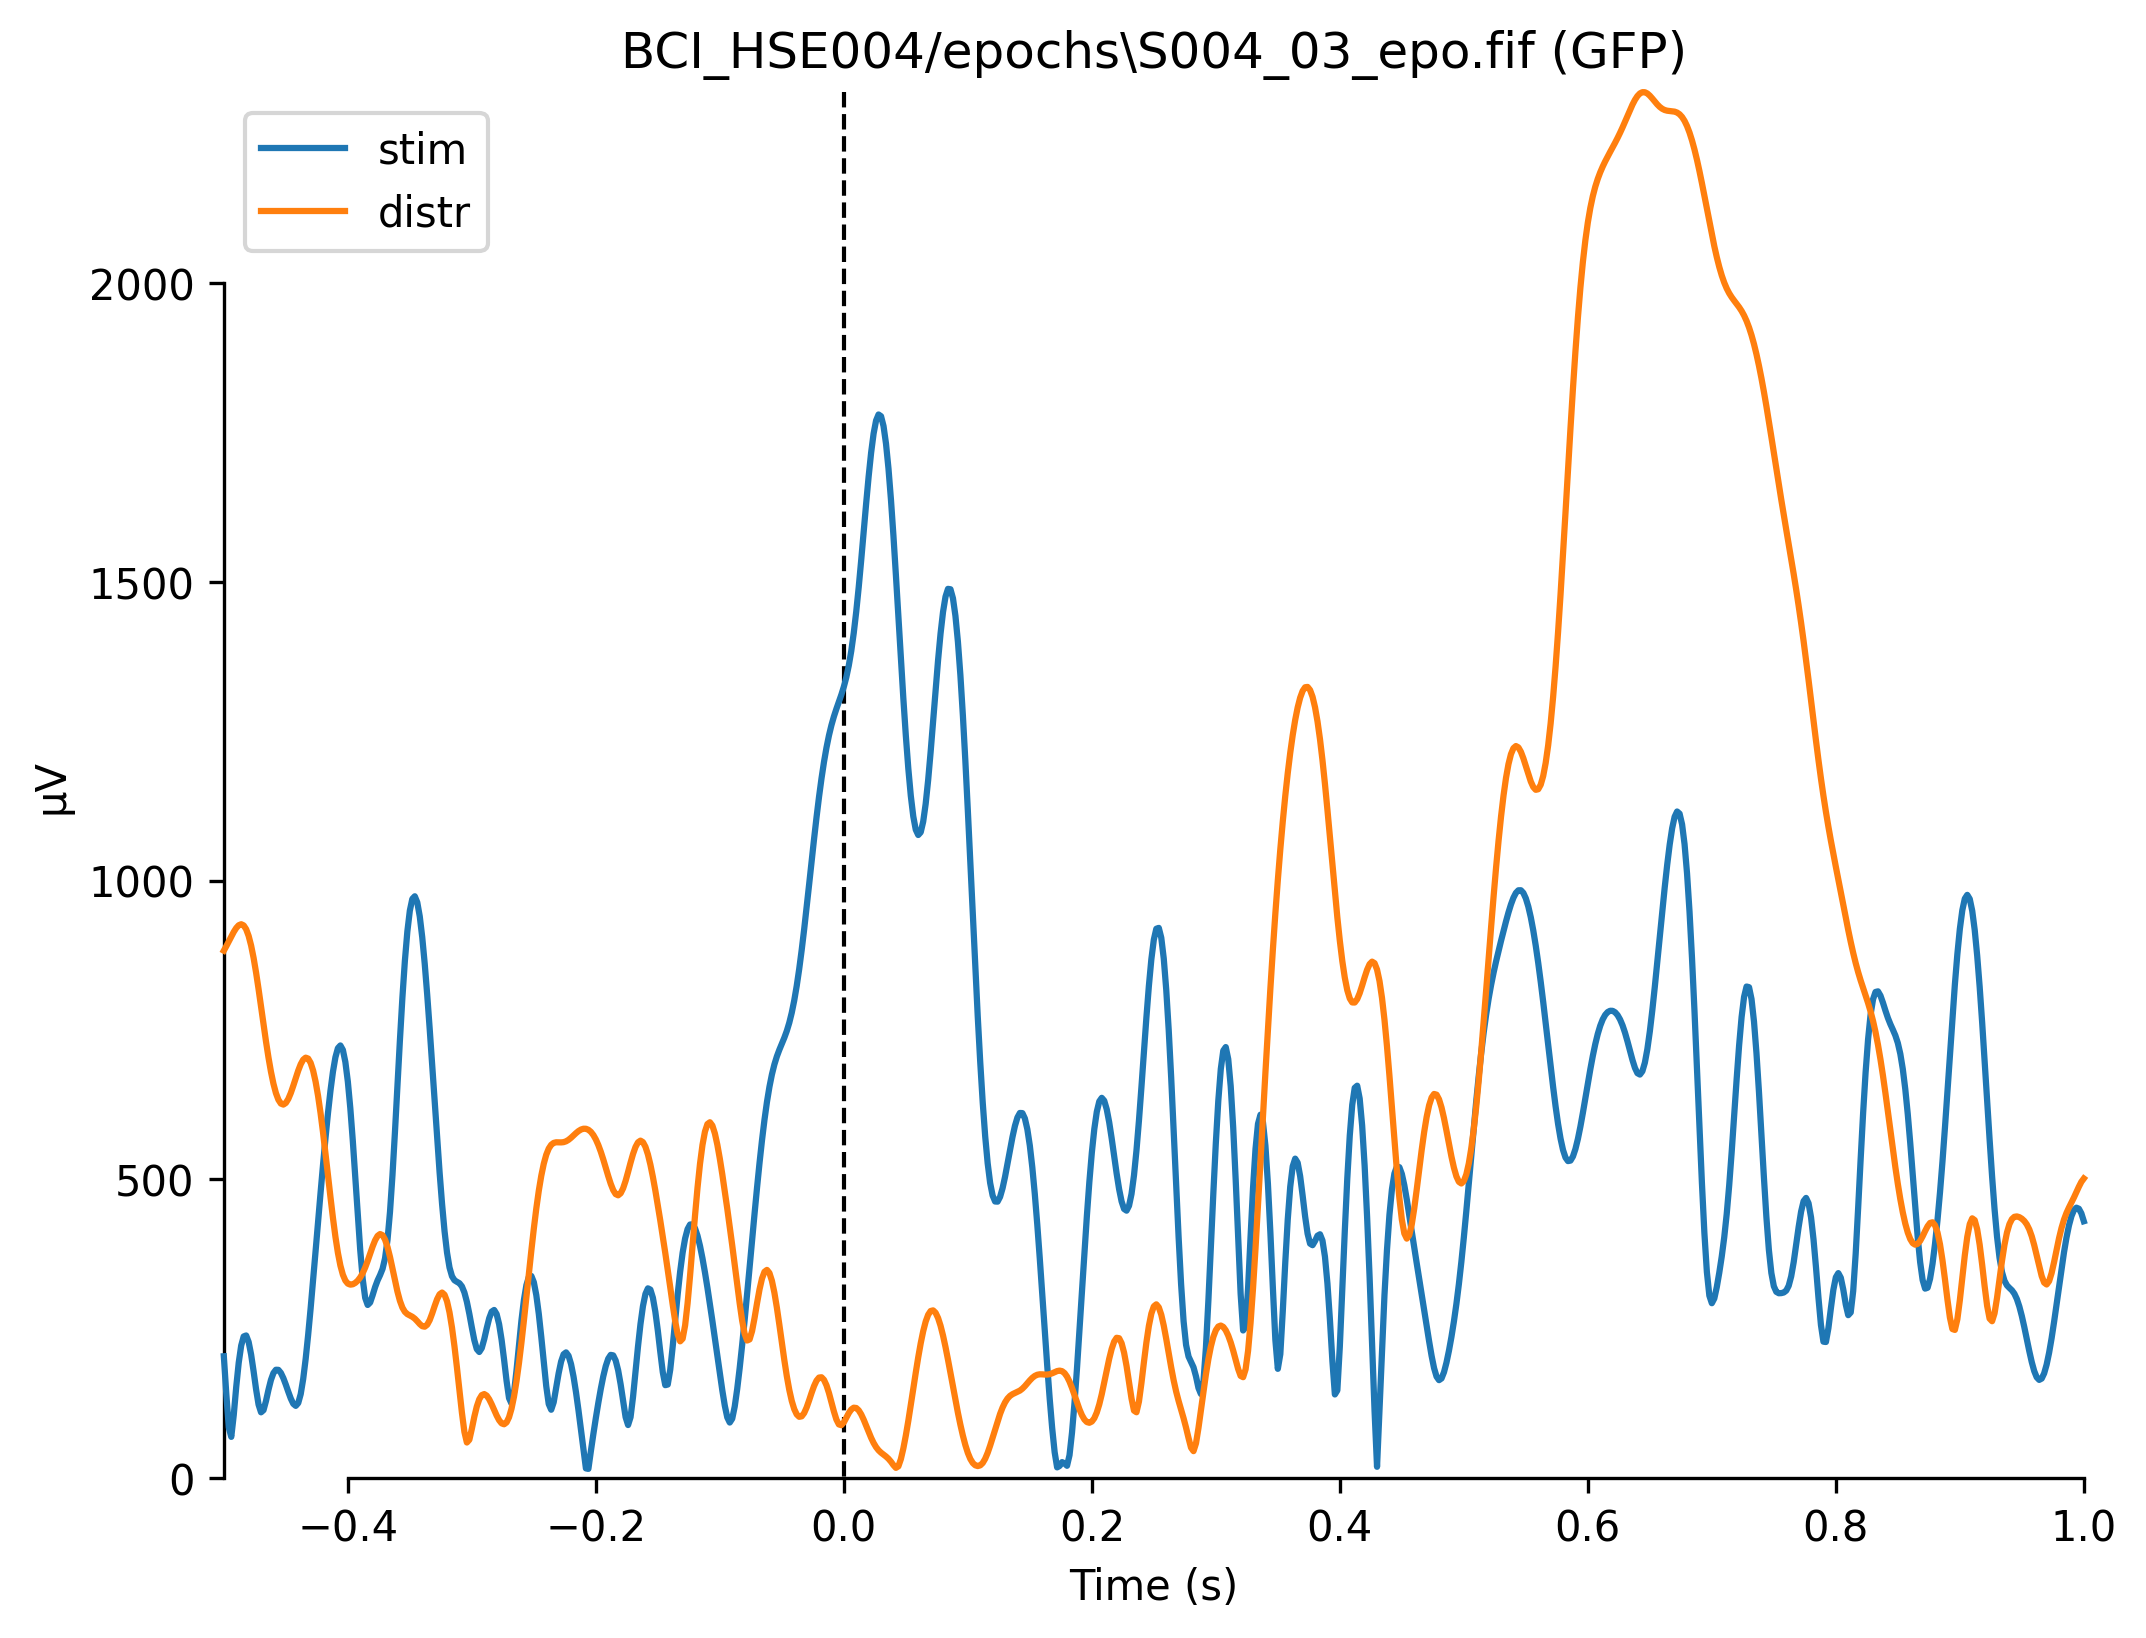 BCI_HSE004/epochs\S004_03_epo.fif (GFP)
stim
distr
2000
1500
1000
500
0
µV
−0.4 −0.2 0.0 0.2 0.4 0.6 0.8 1.0
Time (s)